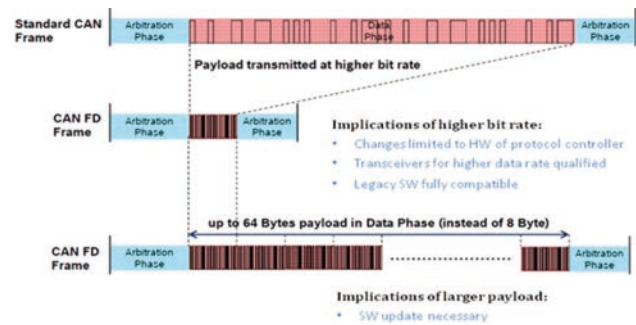 Standard CAN
Frame
Arbitration
Phase
Data
Phase
Arbitration
Phase
Payload transmitted at higher bit rate
CAN FD
Frame
Arbitration
Phase
Arbitration
Phase
Implications of higher bit rate:
• Changes limited to HW of protocol controller
• Transceivers for higher data rate qualified
• Legacy SW fully compatible
up to 64 Bytes payload in Data Phase (instead of 8 Byte)
CAN FD
Frame
Arbitration
Phase
Arbitration
Phase
Implications of larger payload:
• SW update necessary